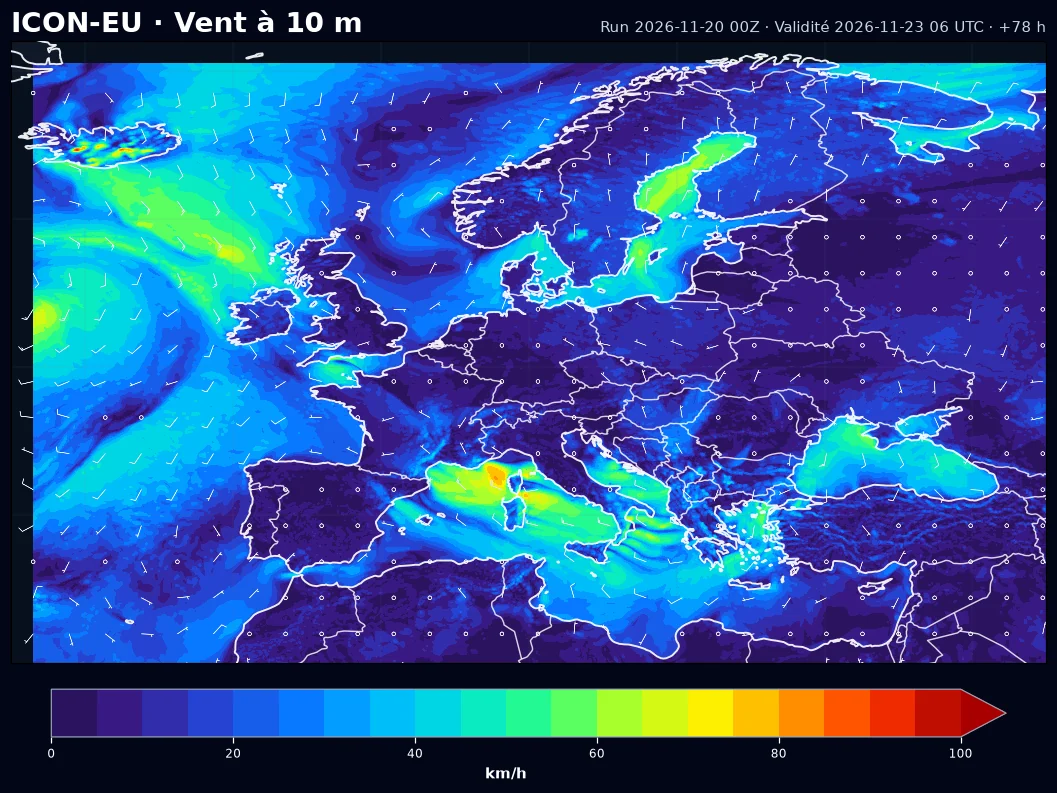 ICON-EU · Vent à 10 m
Run 2026-11-20 00Z · Validité 2026-11-23 06 UTC · +78 h
0 20 40 60 80 100
km/h